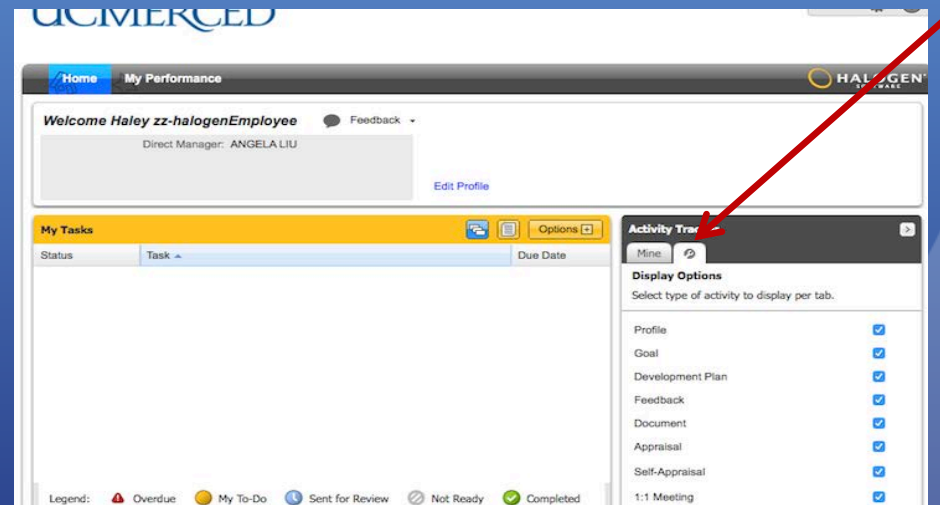 UCMERCED
Home My Performance
HALOGEN
SOFTWARE
Welcome Haley zz-halogenEmployee Feedback
Direct Manager: ANGELA LIU
Edit Profile
My Tasks Options
Status Task Due Date
Legend: Overdue My To-Do Sent for Review Not Ready Completed
Activity
Mine
Display Options
Select type of activity to display per tab.
Profile
Goal
Development Plan
Feedback
Document
Appraisal
Self-Appraisal
1:1 Meeting